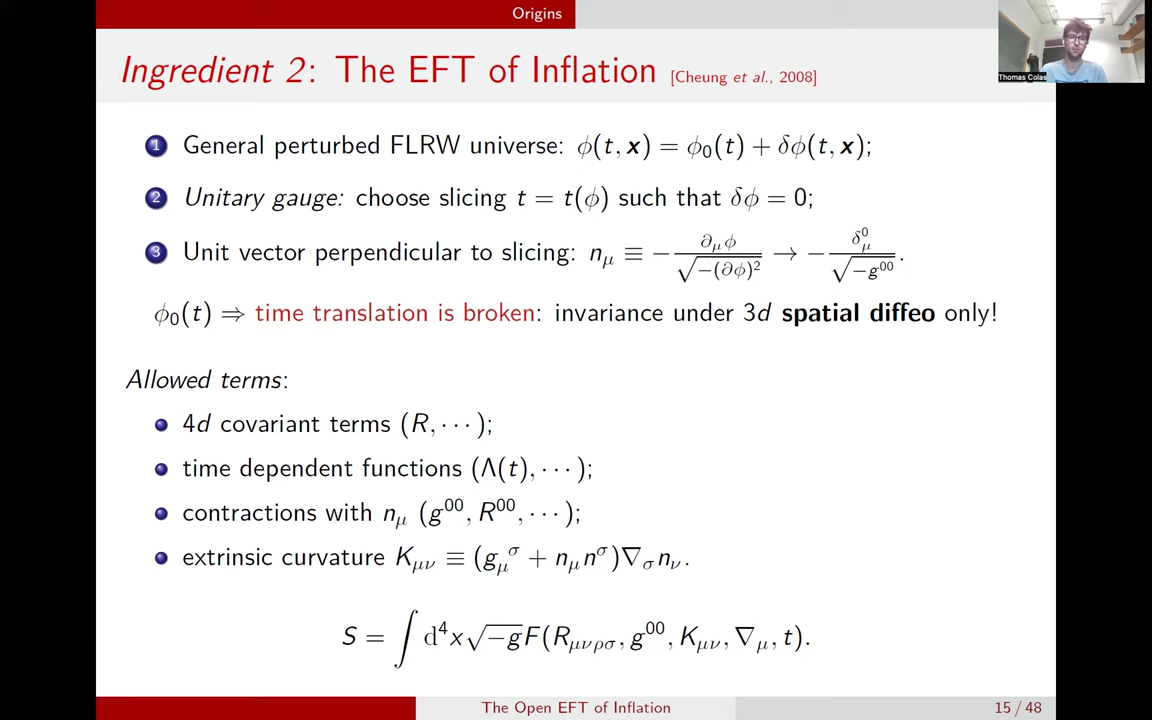 Origins
Ingredient 2: The EFT of Inflation [Cheung et al., 2008]
Thomas Colas
1 General perturbed FLRW universe: ϕ(t, x) = ϕ₀(t) + δϕ(t, x);
2 Unitary gauge: choose slicing t = t(ϕ) such that δϕ = 0;
3 Unit vector perpendicular to slicing: n_μ ≡ −∂_μϕ/√(−(∂ϕ)²) → −δ_μ⁰/√(−g⁰⁰).
ϕ₀(t) ⇒ time translation is broken: invariance under 3d spatial diffeo only!
Allowed terms:
4d covariant terms (R, ⋯);
time dependent functions (Λ(t), ⋯);
contractions with n_μ (g⁰⁰, R⁰⁰, ⋯);
extrinsic curvature K_μν ≡ (g_μ^σ + n_μn^σ)∇_σn_ν.
S = ∫ d⁴x√−g F(R_μνρσ, g⁰⁰, K_μν, ∇_μ, t).
The Open EFT of Inflation
15 / 48